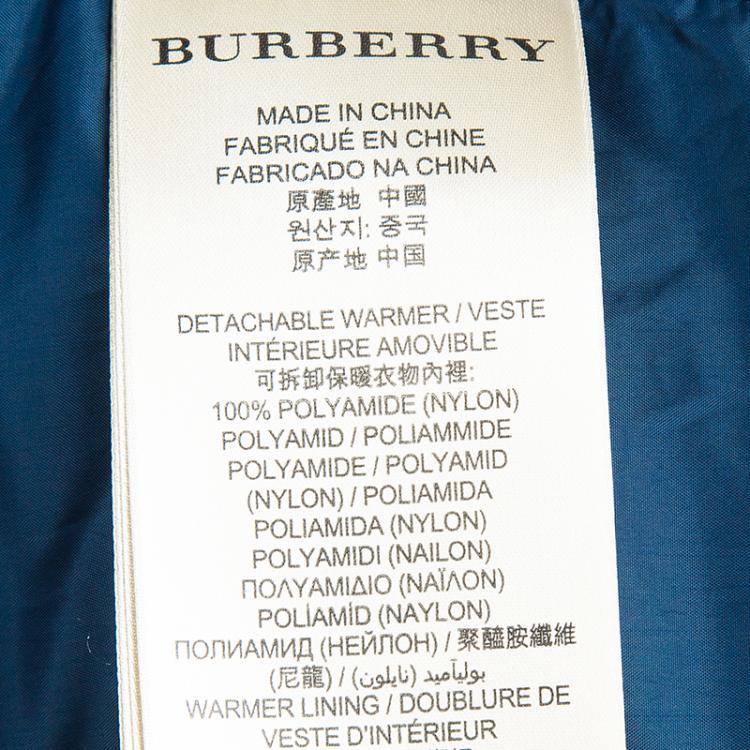 BURBERRY
MADE IN CHINA
FABRIQUÉ EN CHINE
FABRICADO NA CHINA
原產地 中國
원산지: 중국
原产地 中国
DETACHABLE WARMER / VESTE
INTÉRIEURE AMOVIBLE
可拆卸保暖衣物內裡:
100% POLYAMIDE (NYLON)
POLYAMID / POLIAMMIDE
POLYAMIDE / POLYAMID
(NYLON) / POLIAMIDA
POLIAMIDA (NYLON)
POLYAMIDI (NAILON)
ΠΟΛΥΑΜΙΔΙΟ (ΝΑΪΛΟΝ)
POLİAMİD (NAYLON)
ПОЛИАМИД (НЕЙЛОН) / 聚醯胺纖維
(尼龍) / بوليآميد (نايلون)
WARMER LINING / DOUBLURE DE
VESTE D'INTÉRIEUR